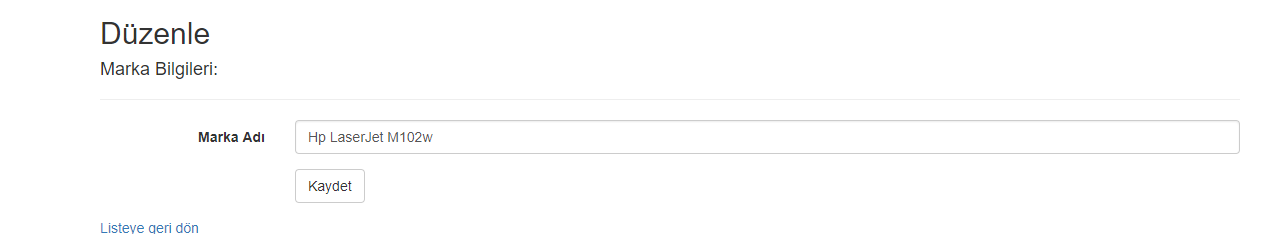 Düzenle
Marka Bilgileri:
Marka Adı
Hp LaserJet M102w
Kaydet
Listeye geri dön